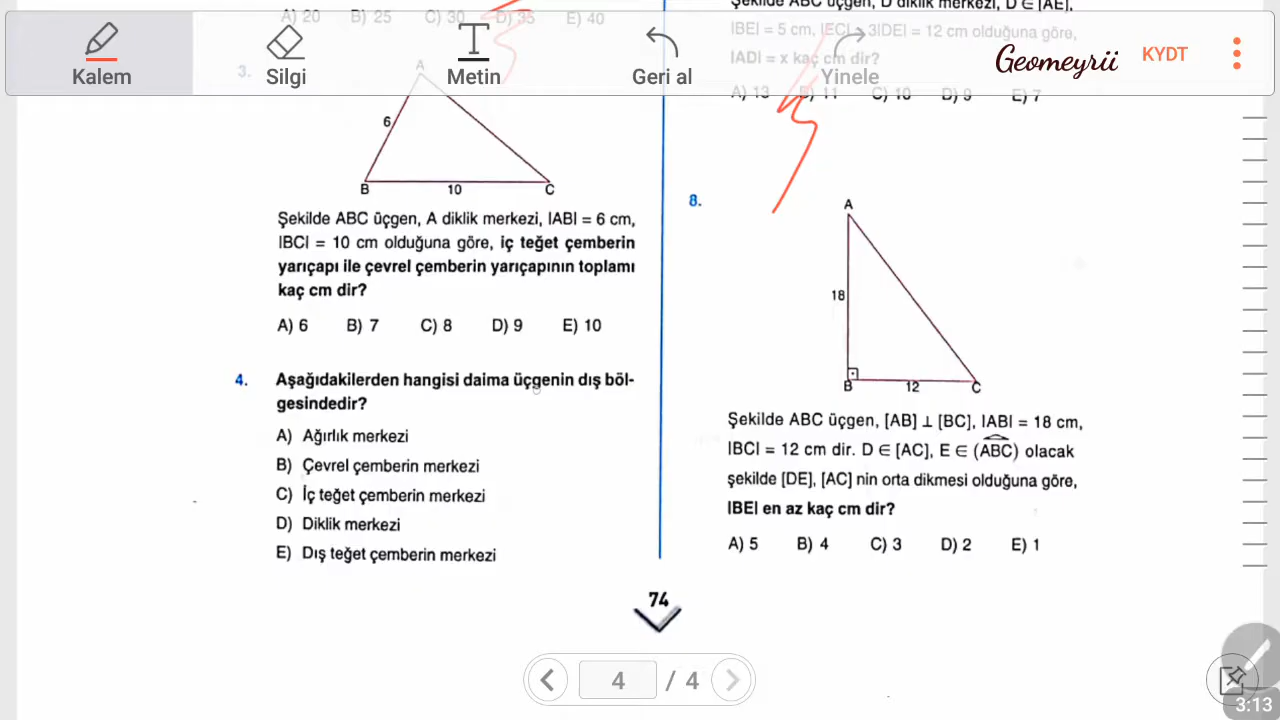 A) 20 B) 25 C) 30 D) 35 E) 40
Şekilde ABC üçgen, D diklik merkezi, D ∈ [AE],
|BE| = 5 cm, |EC| = 3|DE| = 12 cm olduğuna göre,
|AD| = x kaç cm dir?
A) 13 B) 11 C) 10 D) 9 E) 7
Kalem
Silgi
Metin
Geri al
Yinele
Geomeyrii
KYDT
3.
A
6
B
10
C
Şekilde ABC üçgen, A diklik merkezi, |AB| = 6 cm,
|BC| = 10 cm olduğuna göre, iç teğet çemberin
yarıçapı ile çevrel çemberin yarıçapının toplamı
kaç cm dir?
A) 6 B) 7 C) 8 D) 9 E) 10
4. Aşağıdakilerden hangisi daima üçgenin dış böl-
gesindedir?
A) Ağırlık merkezi
B) Çevrel çemberin merkezi
C) İç teğet çemberin merkezi
D) Diklik merkezi
E) Dış teğet çemberin merkezi
8.
A
18
B
12
C
Şekilde ABC üçgen, [AB] ⊥ [BC], |AB| = 18 cm,
|BC| = 12 cm dir. D ∈ [AC], E ∈ (ABC) olacak
şekilde [DE], [AC] nin orta dikmesi olduğuna göre,
|BE| en az kaç cm dir?
A) 5 B) 4 C) 3 D) 2 E) 1
74
4 / 4
3:13